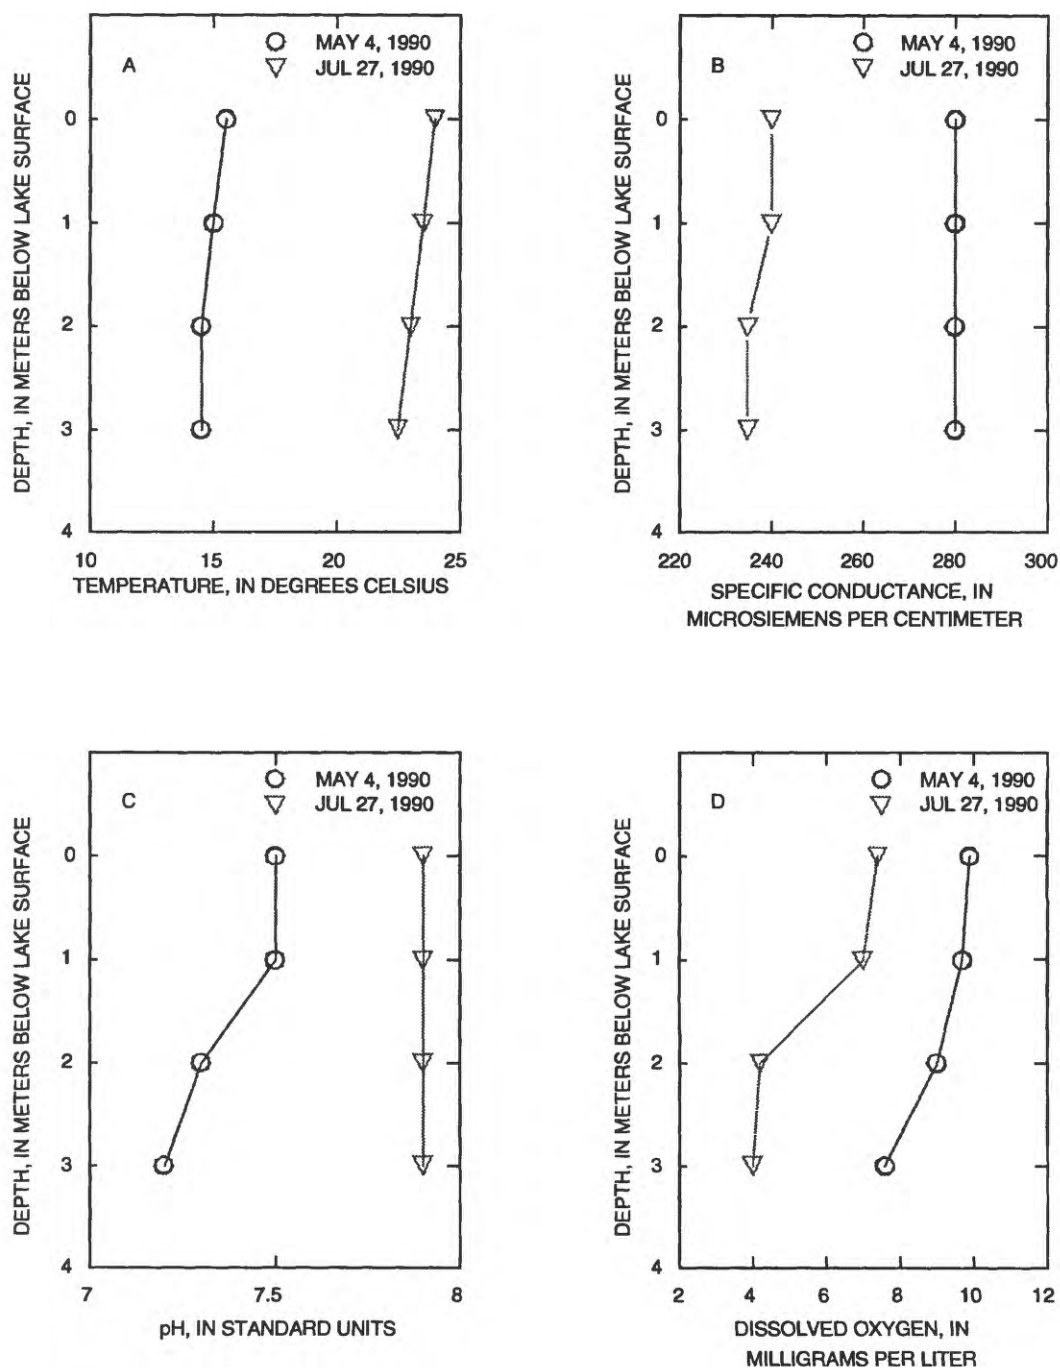 A
MAY 4, 1990
JUL 27, 1990
DEPTH, IN METERS BELOW LAKE SURFACE
0
1
2
3
4
10 15 20 25
TEMPERATURE, IN DEGREES CELSIUS
B
MAY 4, 1990
JUL 27, 1990
DEPTH, IN METERS BELOW LAKE SURFACE
0
1
2
3
4
220 240 260 280 300
SPECIFIC CONDUCTANCE, IN
MICROSIEMENS PER CENTIMETER
C
MAY 4, 1990
JUL 27, 1990
DEPTH, IN METERS BELOW LAKE SURFACE
0
1
2
3
4
7 7.5 8
pH, IN STANDARD UNITS
D
MAY 4, 1990
JUL 27, 1990
DEPTH, IN METERS BELOW LAKE SURFACE
0
1
2
3
4
2 4 6 8 10 12
DISSOLVED OXYGEN, IN
MILLIGRAMS PER LITER